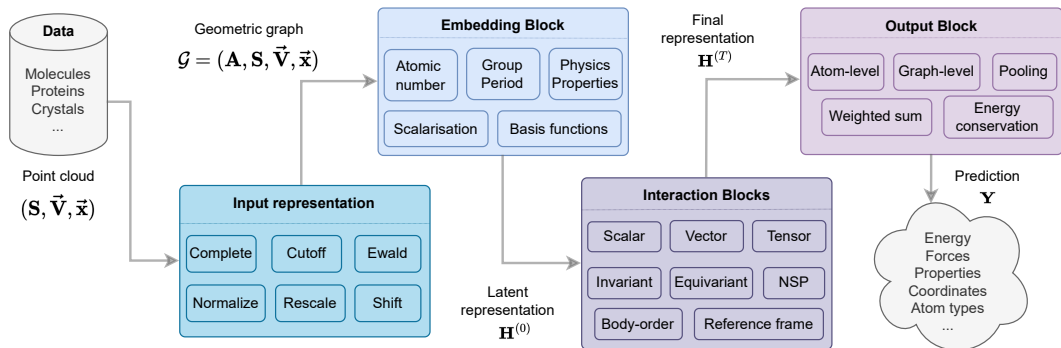 Data
Molecules
Proteins
Crystals
...
Point cloud
(S, V⃗, x⃗)
Input representation
Complete
Cutoff
Ewald
Normalize
Rescale
Shift
Geometric graph
𝒢 = (A, S, V⃗, x⃗)
Embedding Block
Atomic
number
Group
Period
Physics
Properties
Scalarisation
Basis functions
Latent
representation
H⁽⁰⁾
Interaction Blocks
Scalar
Vector
Tensor
Invariant
Equivariant
NSP
Body-order
Reference frame
Final
representation
H⁽ᵀ⁾
Output Block
Atom-level
Graph-level
Pooling
Weighted sum
Energy
conservation
Prediction
Y
Energy
Forces
Properties
Coordinates
Atom types
...